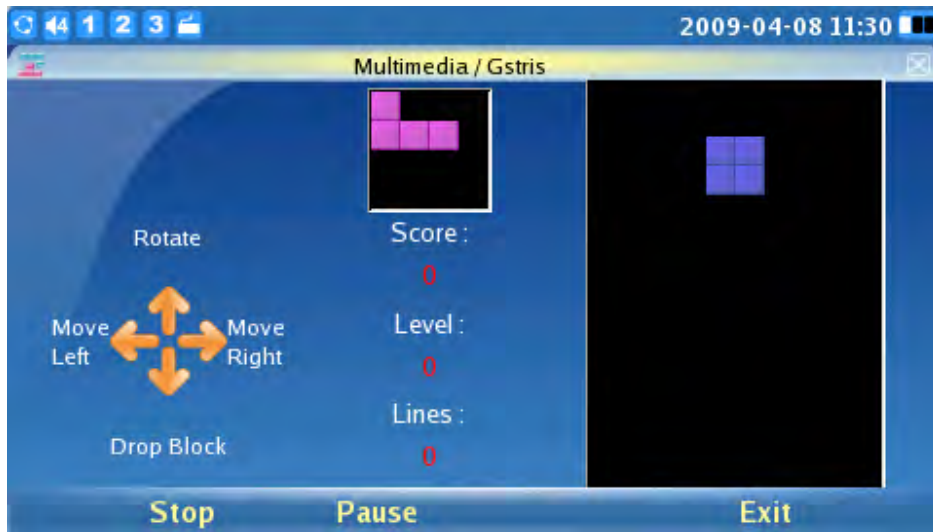 4 1 2 3 2009-04-08 11:30
Multimedia / Gstris
Rotate
Move Left
Move Right
Drop Block
Score :
0
Level :
0
Lines :
0
Stop Pause Exit